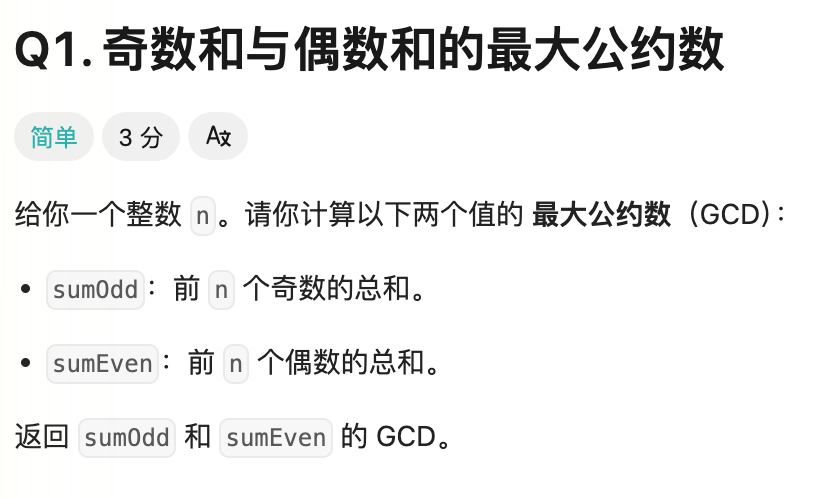 Q1. 奇数和与偶数和的最大公约数
简单 3 分 A文
给你一个整数 n。请你计算以下两个值的 最大公约数（GCD）：
• sumOdd：前 n 个奇数的总和。
• sumEven：前 n 个偶数的总和。
返回 sumOdd 和 sumEven 的 GCD。